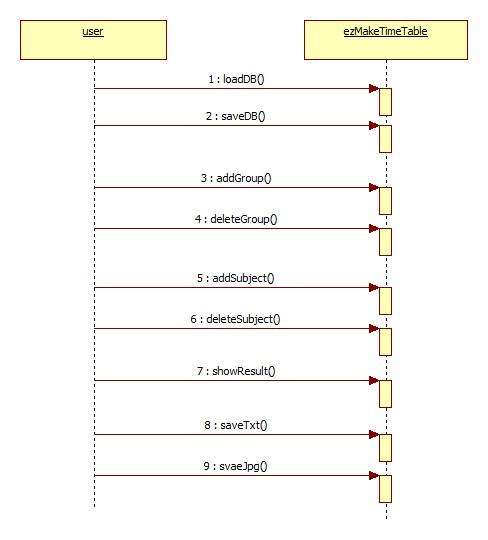 user
ezMakeTimeTable
1 : loadDB()
2 : saveDB()
3 : addGroup()
4 : deleteGroup()
5 : addSubject()
6 : deleteSubject()
7 : showResult()
8 : saveTxt()
9 : svaeJpg()